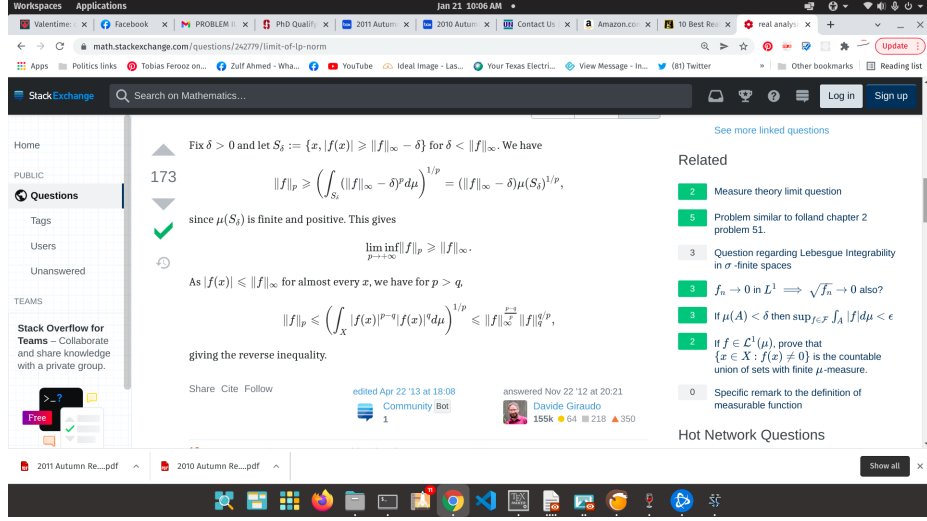 Workspaces Applications Jan 21 10:06 AM
Valentime: Facebook PROBLEM II PhD Qualify 2011 Autum 2010 Autum Contact Us Amazon.co 10 Best Res real analysi
math.stackexchange.com/questions/242779/limit-of-lp-norm Update
Apps Politics links Tobias Ferooz on... Zulf Ahmed - Wha... YouTube Ideal Image - Las... Your Texas Electri... View Message - In... (81) Twitter » Other bookmarks Reading list
StackExchange Search on Mathematics... Log in Sign up
Home
PUBLIC
Questions
Tags
Users
Unanswered
TEAMS
Stack Overflow for
Teams – Collaborate
and share knowledge
with a private group.
>_?
Free
173
Fix δ > 0 and let S_δ := {x, |f(x)| ⩾ ‖f‖_∞ − δ} for δ < ‖f‖_∞. We have
‖f‖_p ⩾ (∫_{S_δ} (‖f‖_∞ − δ)^p dμ)^{1/p} = (‖f‖_∞ − δ)μ(S_δ)^{1/p},
since μ(S_δ) is finite and positive. This gives
lim inf_{p→+∞} ‖f‖_p ⩾ ‖f‖_∞.
As |f(x)| ⩽ ‖f‖_∞ for almost every x, we have for p > q,
‖f‖_p ⩽ (∫_X |f(x)|^{p−q}|f(x)|^q dμ)^{1/p} ⩽ ‖f‖_∞^{(p−q)/p} ‖f‖_q^{q/p},
giving the reverse inequality.
Share Cite Follow
edited Apr 22 '13 at 18:08
Community Bot
1
answered Nov 22 '12 at 20:21
Davide Giraudo
155k 64 218 350
See more linked questions
Related
2 Measure theory limit question
5 Problem similar to folland chapter 2
problem 51.
3 Question regarding Lebesgue Integrability
in σ -finite spaces
3 f_n → 0 in L^1 ⟹ √f_n → 0 also?
3 If μ(A) < δ then sup_{f∈F} ∫_A |f|dμ < ϵ
2 If f ∈ L^1(μ), prove that
{x ∈ X : f(x) ≠ 0} is the countable
union of sets with finite μ-measure.
0 Specific remark to the definition of
measurable function
Hot Network Questions
2011 Autumn Re....pdf 2010 Autumn Re....pdf Show all